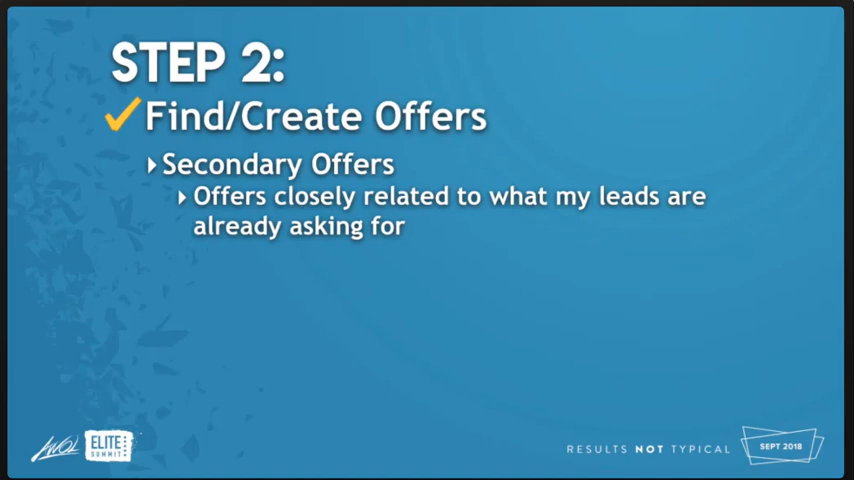 STEP 2:
Find/Create Offers
Secondary Offers
Offers closely related to what my leads are
already asking for
AWOL
ELITE
SUMMIT
RESULTS NOT TYPICAL
SEPT 2018